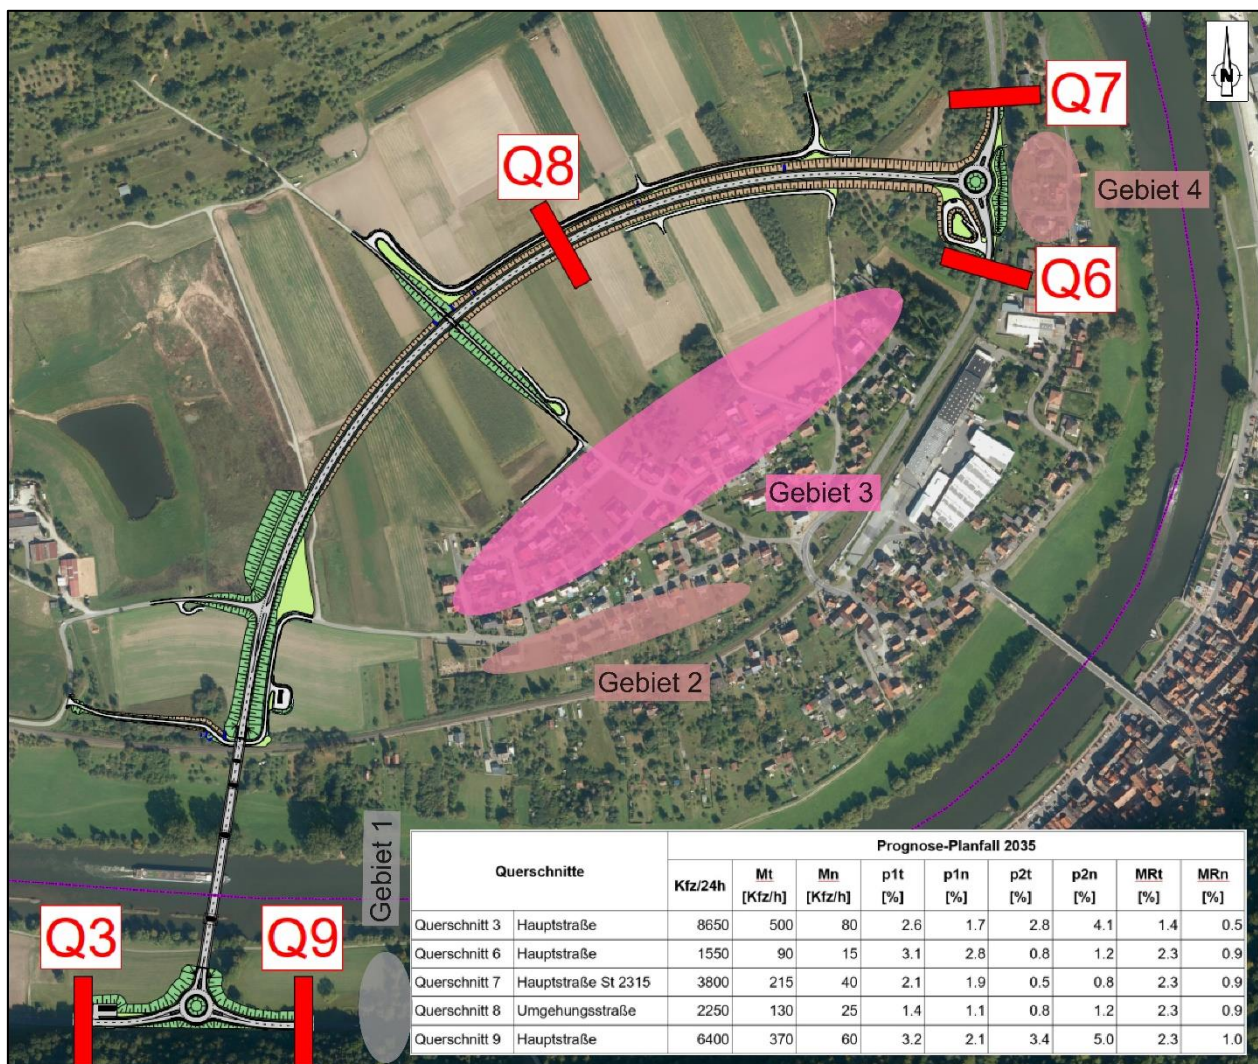 N
Q7
Q8
Gebiet 4
Q6
Gebiet 3
Gebiet 2
Gebiet 1
Q3
Q9
Querschnitte Prognose-Planfall 2035
Kfz/24h Mt [Kfz/h] Mn [Kfz/h] p1t [%] p1n [%] p2t [%] p2n [%] MRt [%] MRn [%]
Querschnitt 3 Hauptstraße 8650 500 80 2.6 1.7 2.8 4.1 1.4 0.5
Querschnitt 6 Hauptstraße 1550 90 15 3.1 2.8 0.8 1.2 2.3 0.9
Querschnitt 7 Hauptstraße St 2315 3800 215 40 2.1 1.9 0.5 0.8 2.3 0.9
Querschnitt 8 Umgehungsstraße 2250 130 25 1.4 1.1 0.8 1.2 2.3 0.9
Querschnitt 9 Hauptstraße 6400 370 60 3.2 2.1 3.4 5.0 2.3 1.0